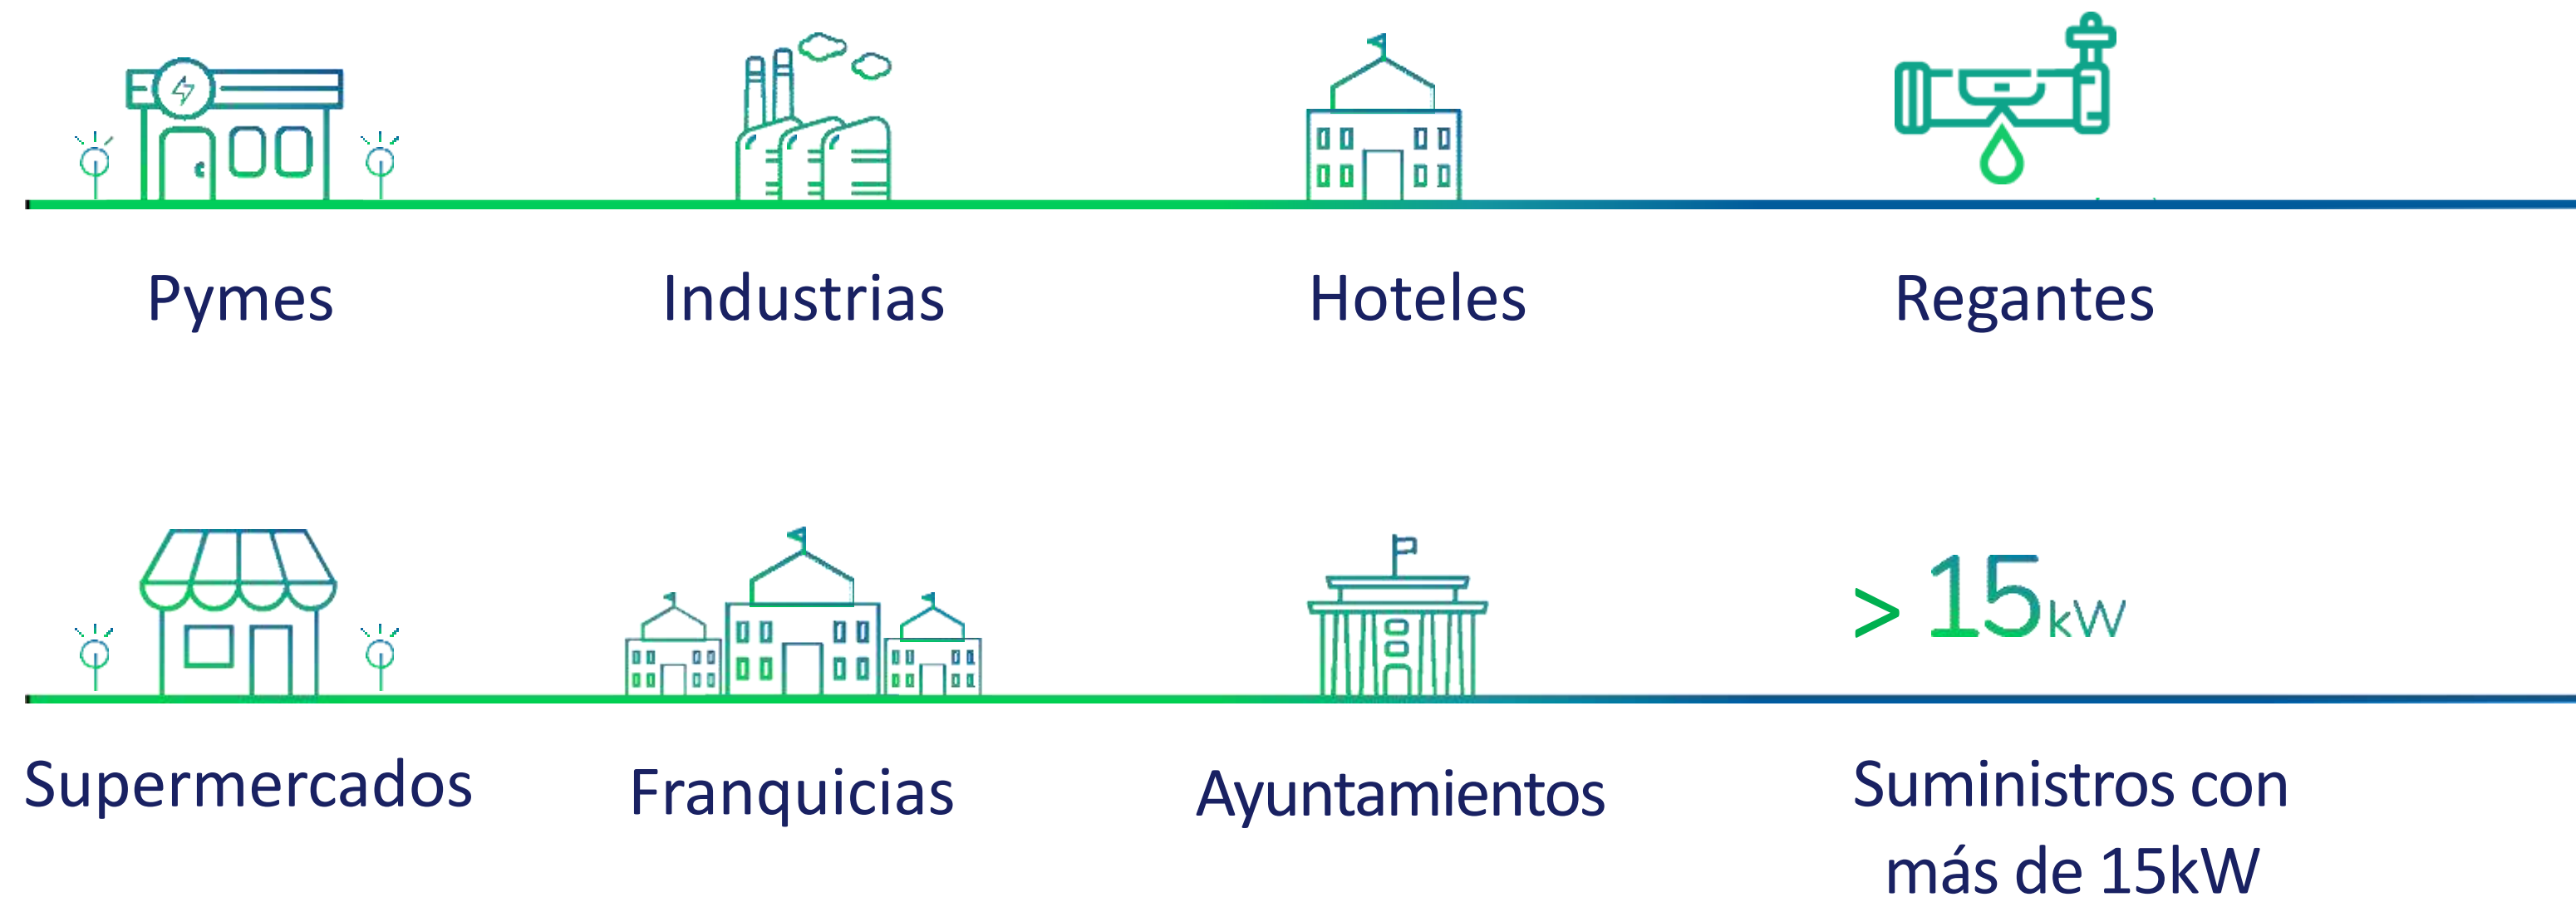 Pymes
Industrias
Hoteles
Regantes
> 15kW
Supermercados
Franquicias
Ayuntamientos
Suministros con
más de 15kW